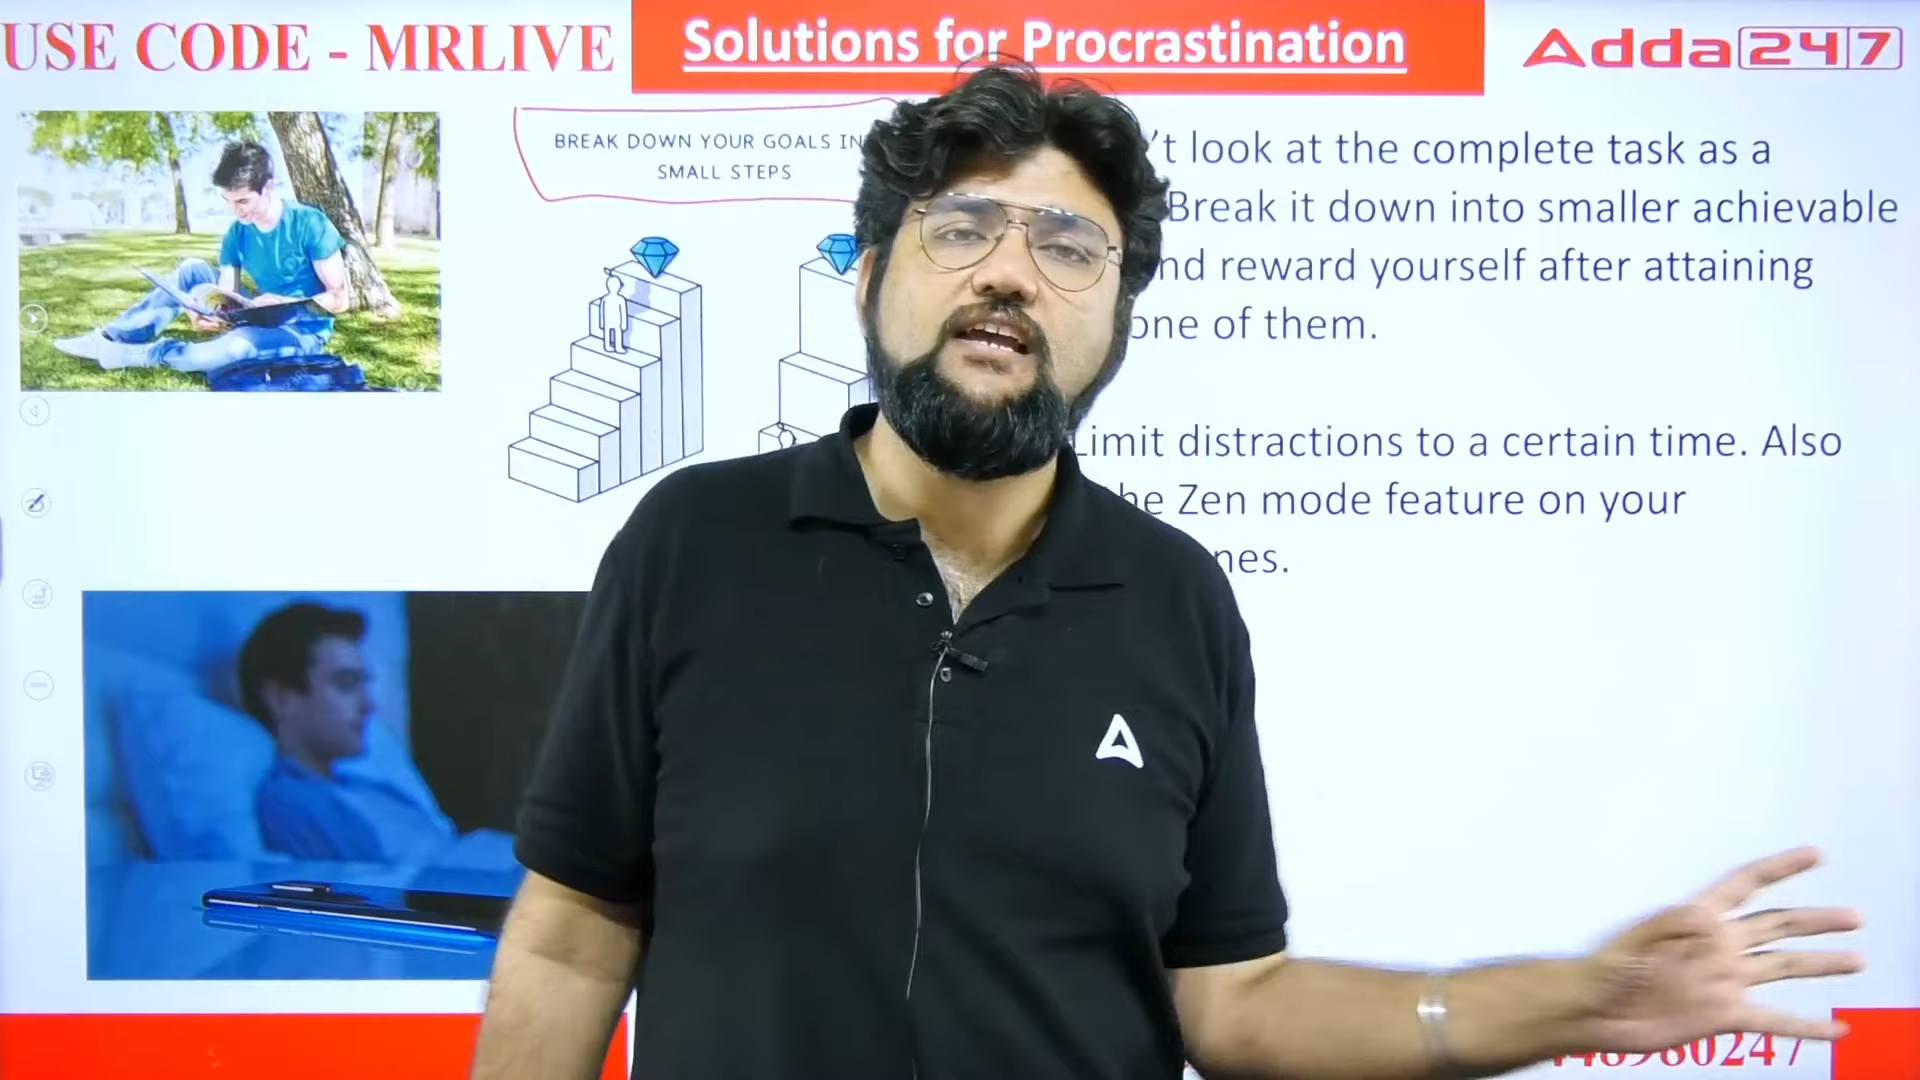 USE CODE - MRLIVE
Solutions for Procrastination
Adda247
BREAK DOWN YOUR GOALS IN
SMALL STEPS
't look at the complete task as a
Break it down into smaller achievable
nd reward yourself after attaining
one of them.
Limit distractions to a certain time. Also
he Zen mode feature on your
nes.